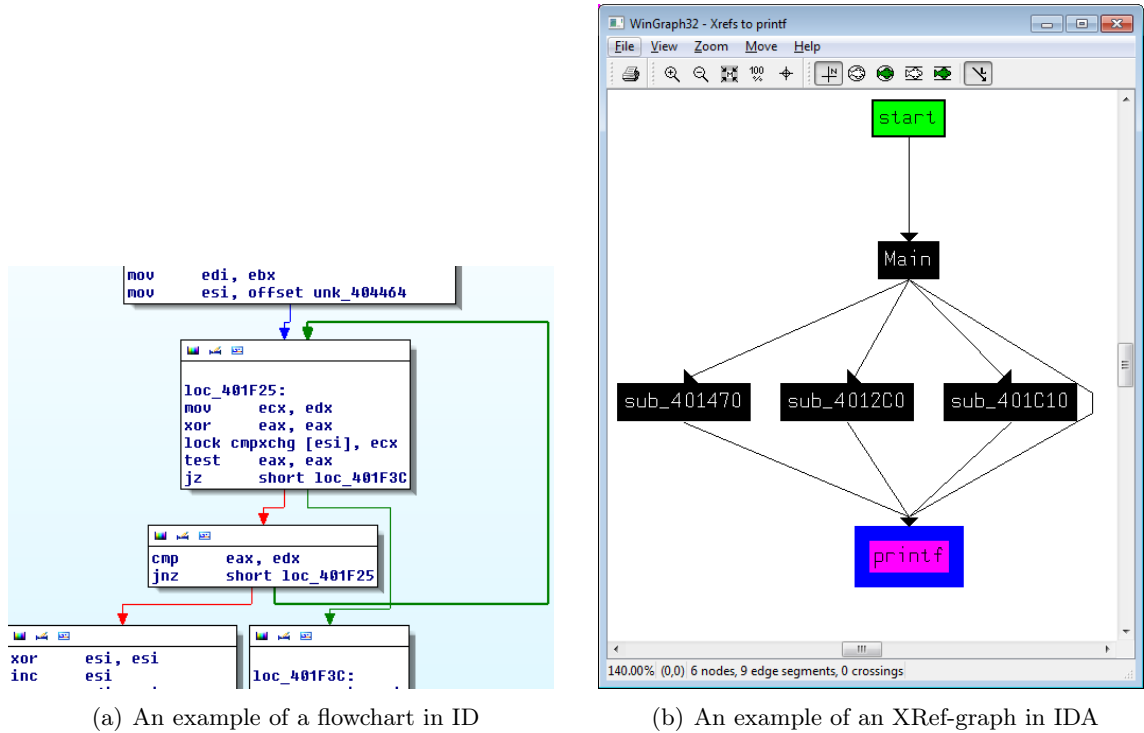 mov edi, ebx
mov esi, offset unk_404464
loc_401F25:
mov ecx, edx
xor eax, eax
lock cmpxchg [esi], ecx
test eax, eax
jz short loc_401F3C
cmp eax, edx
jnz short loc_401F25
xor esi, esi
inc esi
loc_401F3C:
(a) An example of a flowchart in ID
WinGraph32 - Xrefs to printf
File View Zoom Move Help
100 %
N
start
Main
sub_401470 sub_4012C0 sub_401C10
printf
140.00% (0,0) 6 nodes, 9 edge segments, 0 crossings
(b) An example of an XRef-graph in IDA